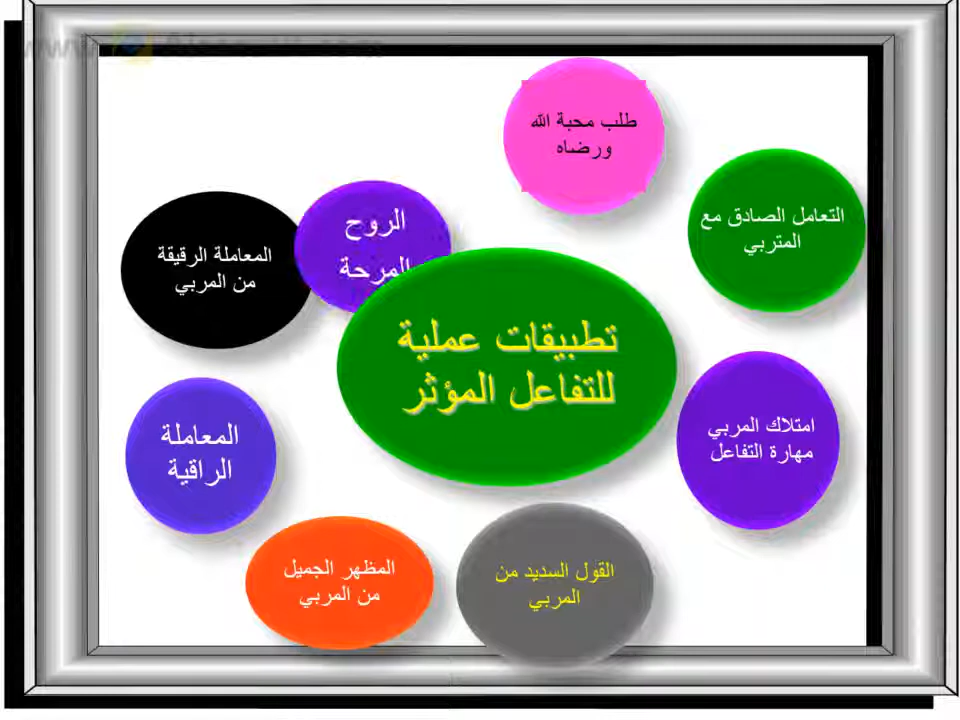 طلب محبة الله
ورضاه
التعامل الصادق مع
المتربي
امتلاك المربي
مهارة التفاعل
القول السديد من
المربي
المظهر الجميل
من المربي
المعاملة
الراقية
المعاملة الرقيقة
من المربي
الروح
المرحة
تطبيقات عملية
للتفاعل المؤثر